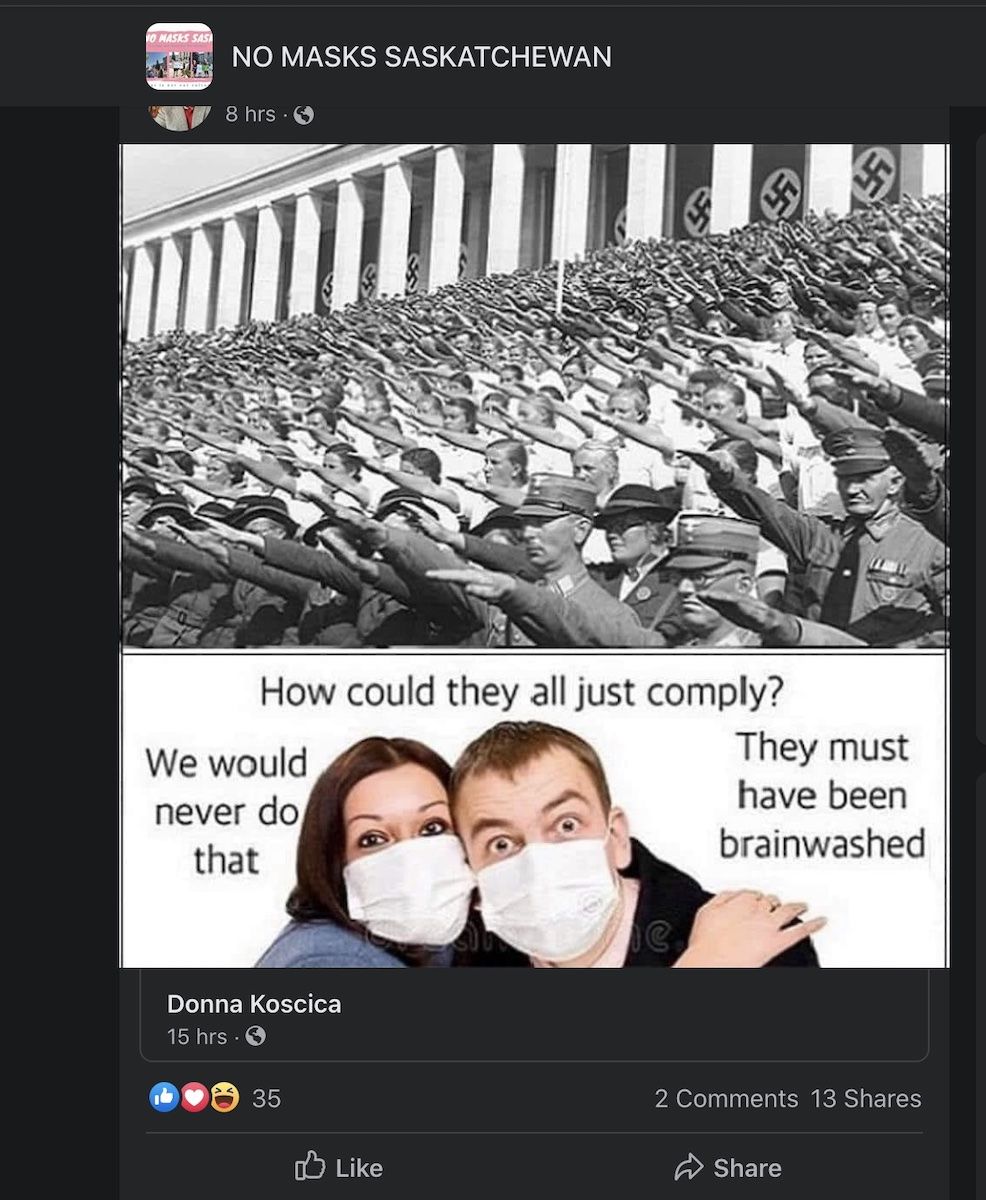 NO MASKS SASKATCHEWAN
8 hrs ·
How could they all just comply?
We would
never do
that
They must
have been
brainwashed
Donna Koscica
15 hrs ·
35
2 Comments 13 Shares
Like
Share